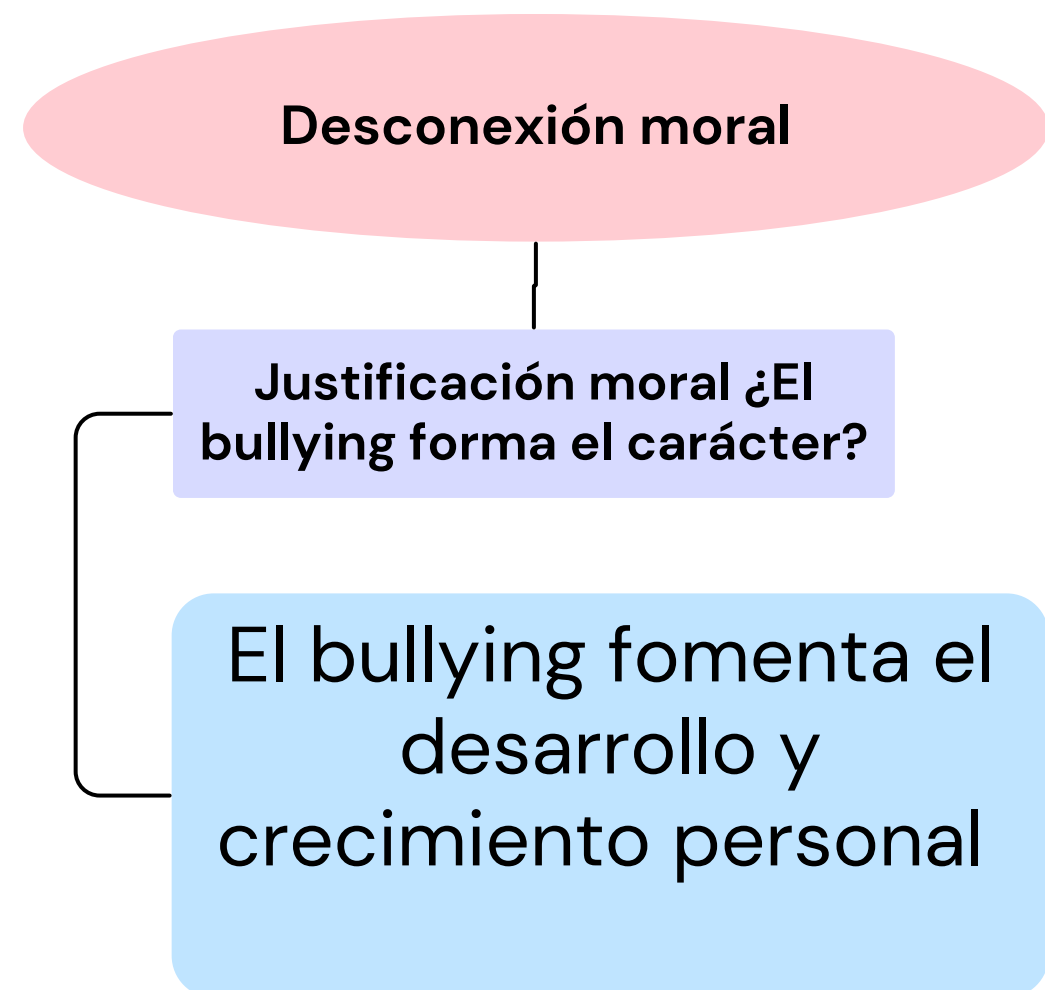 Desconexión moral
Justificación moral ¿El
bullying forma el carácter?
El bullying fomenta el
desarrollo y
crecimiento personal